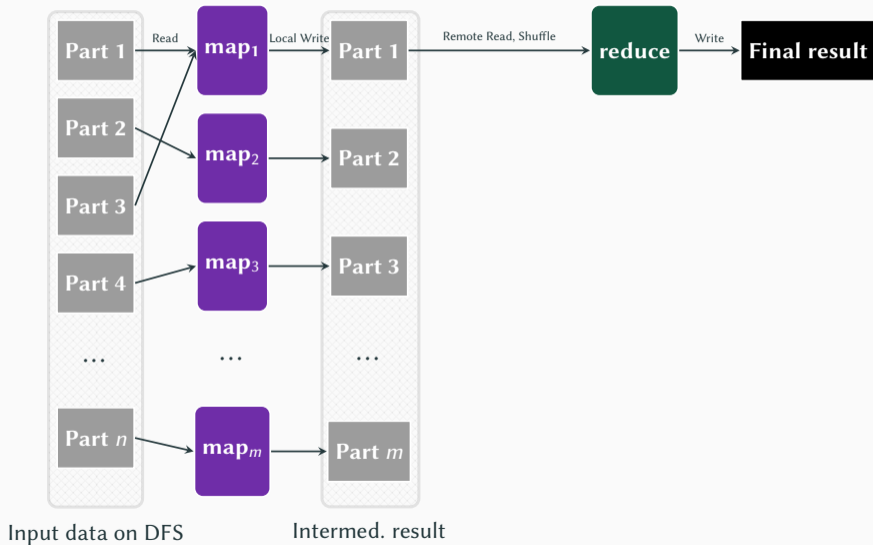 Part 1
Read
map₁
Local Write
Part 1
Remote Read, Shuffle
reduce
Write
Final result
Part 2
map₂
Part 2
Part 3
map₃
Part 3
Part 4
...
...
...
Part n
mapₘ
Part m
Input data on DFS
Intermed. result